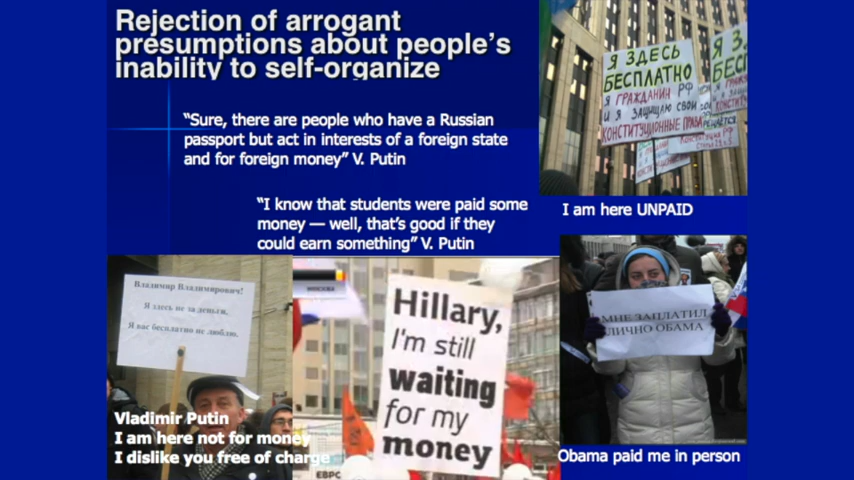 Rejection of arrogant
presumptions about people's
inability to self-organize
"Sure, there are people who have a Russian
passport but act in interests of a foreign state
and for foreign money" V. Putin
"I know that students were paid some
money — well, that's good if they
could earn something" V. Putin
Я ЗДЕСЬ
БЕСПЛАТНО
Я ГРАЖДАНИН РФ
И Я ЗАЩИЩАЮ СВОИ
КОНСТИТУЦИОННЫЕ ПРАВА
I am here UNPAID
Владимир Владимирович!
Я здесь не за деньги,
Я вас бесплатно не люблю.
Vladimir Putin
I am here not for money
I dislike you free of charge
Hillary,
I'm still
waiting
for my
money
МНЕ ЗАПЛАТИЛ
ЛИЧНО ОБАМА
Obama paid me in person